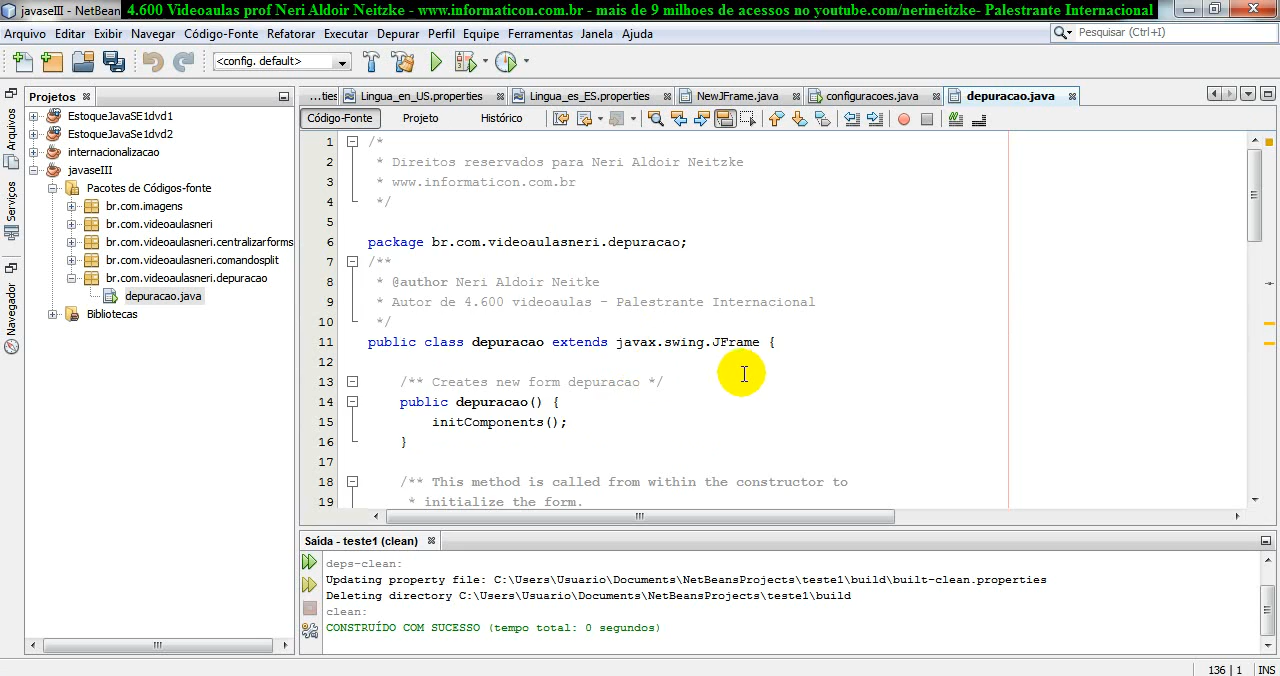 javaseIII - NetBean
4.600 Videoaulas prof Neri Aldoir Neitzke - www.informaticon.com.br - mais de 9 milhoes de acessos no youtube.com/nerineitzke- Palestrante Internacional
Arquivo Editar Exibir Navegar Código-Fonte Refatorar Executar Depurar Perfil Equipe Ferramentas Janela Ajuda
Pesquisar (Ctrl+I)
<config. default>
Projetos
...ties Lingua_en_US.properties Lingua_es_ES.properties NewJFrame.java configuracoes.java depuracao.java
Código-Fonte Projeto Histórico
Arquivos
Serviços
Navegador
EstoqueJavaSE1dvd1
EstoqueJavaSE1dvd2
internacionalizacao
javaseIII
Pacotes de Códigos-fonte
br.com.imagens
br.com.videoaulasneri
br.com.videoaulasneri.centralizarforms
br.com.videoaulasneri.comandosplit
br.com.videoaulasneri.depuracao
depuracao.java
Bibliotecas
1 /*
2 * Direitos reservados para Neri Aldoir Neitzke
3 * www.informaticon.com.br
4 */
5
6 package br.com.videoaulasneri.depuracao;
7 /**
8 * @author Neri Aldoir Neitke
9 * Autor de 4.600 videoaulas - Palestrante Internacional
10 */
11 public class depuracao extends javax.swing.JFrame {
12
13 /** Creates new form depuracao */
14 public depuracao() {
15 initComponents();
16 }
17
18 /** This method is called from within the constructor to
19 * initialize the form.
Saída - teste1 (clean)
deps-clean:
Updating property file: C:\Users\Usuario\Documents\NetBeansProjects\teste1\build\built-clean.properties
Deleting directory C:\Users\Usuario\Documents\NetBeansProjects\teste1\build
clean:
CONSTRUÍDO COM SUCESSO (tempo total: 0 segundos)
136 | 1 INS